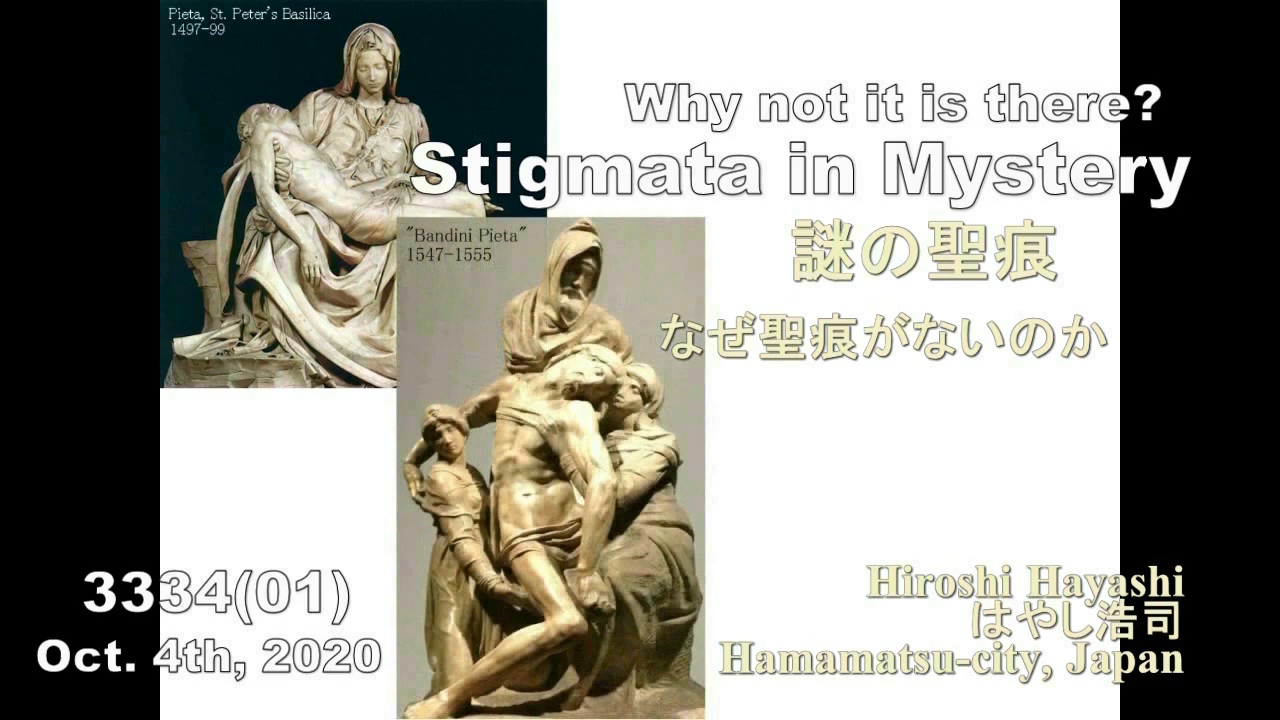 Pieta, St. Peter's Basilica
1497-99
Why not it is there?
Stigmata in Mystery
謎の聖痕
なぜ聖痕がないのか
"Bandini Pieta"
1547-1555
3334(01)
Oct. 4th, 2020
Hiroshi Hayashi
はやし浩司
Hamamatsu-city, Japan